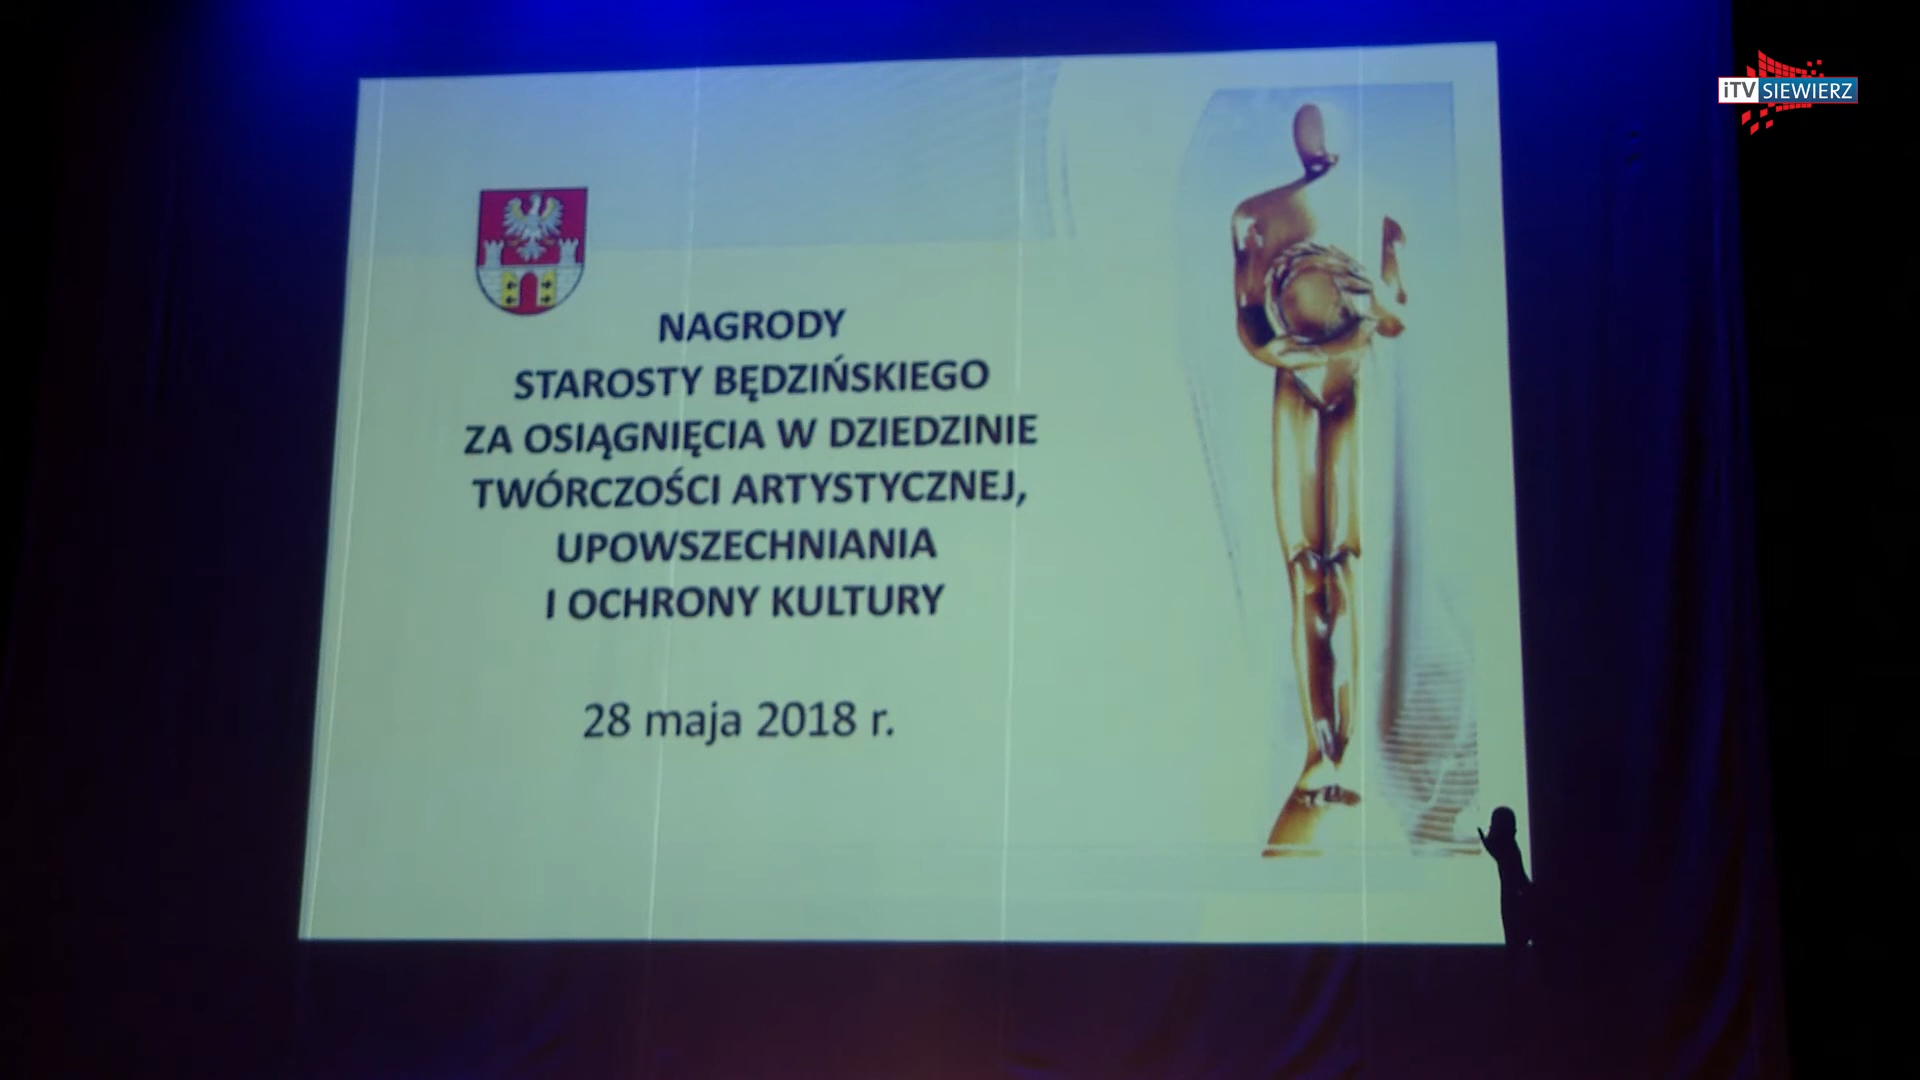 iTV SIEWIERZ
NAGRODY
STAROSTY BĘDZIŃSKIEGO
ZA OSIĄGNIĘCIA W DZIEDZINIE
TWÓRCZOŚCI ARTYSTYCZNEJ,
UPOWSZECHNIANIA
I OCHRONY KULTURY
28 maja 2018 r.